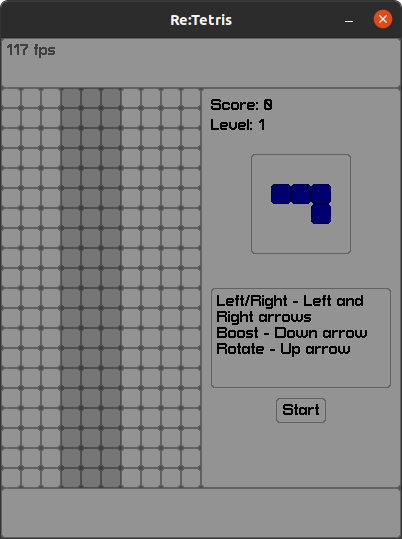 Re:Tetris
117 fps
Score: 0
Level: 1
Left/Right - Left and
Right arrows
Boost - Down arrow
Rotate - Up arrow
Start